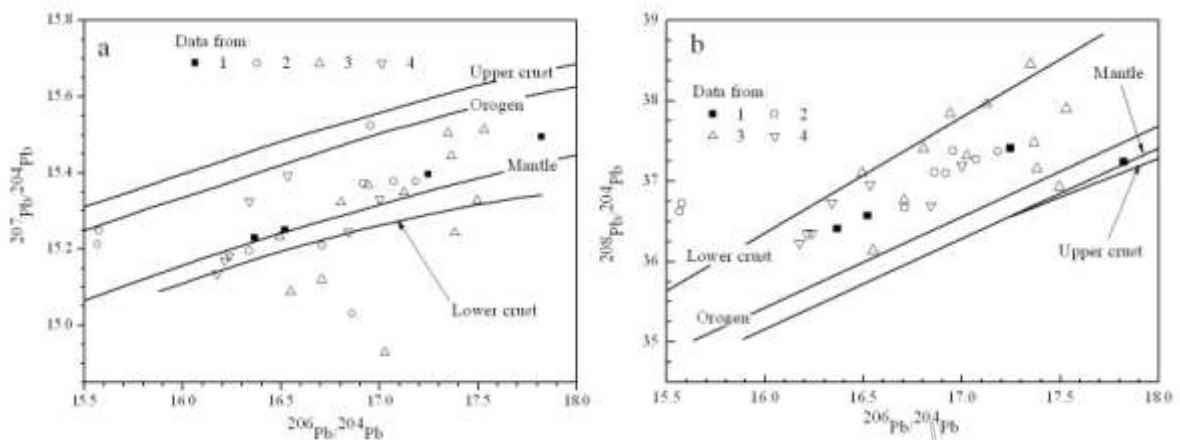 a
Data from
1 2 3 4
Upper crust
Orogen
Mantle
Lower crust
15.8
15.6
15.4
15.2
15.0
207Pb/204Pb
15.5 16.0 16.5 17.0 17.5 18.0
206Pb/204Pb
b
Data from
1 2
3 4
Mantle
Lower crust
Upper crust
Orogen
39
38
37
36
35
208Pb/204Pb
15.5 16.0 16.5 17.0 17.5 18.0
206Pb/204Pb